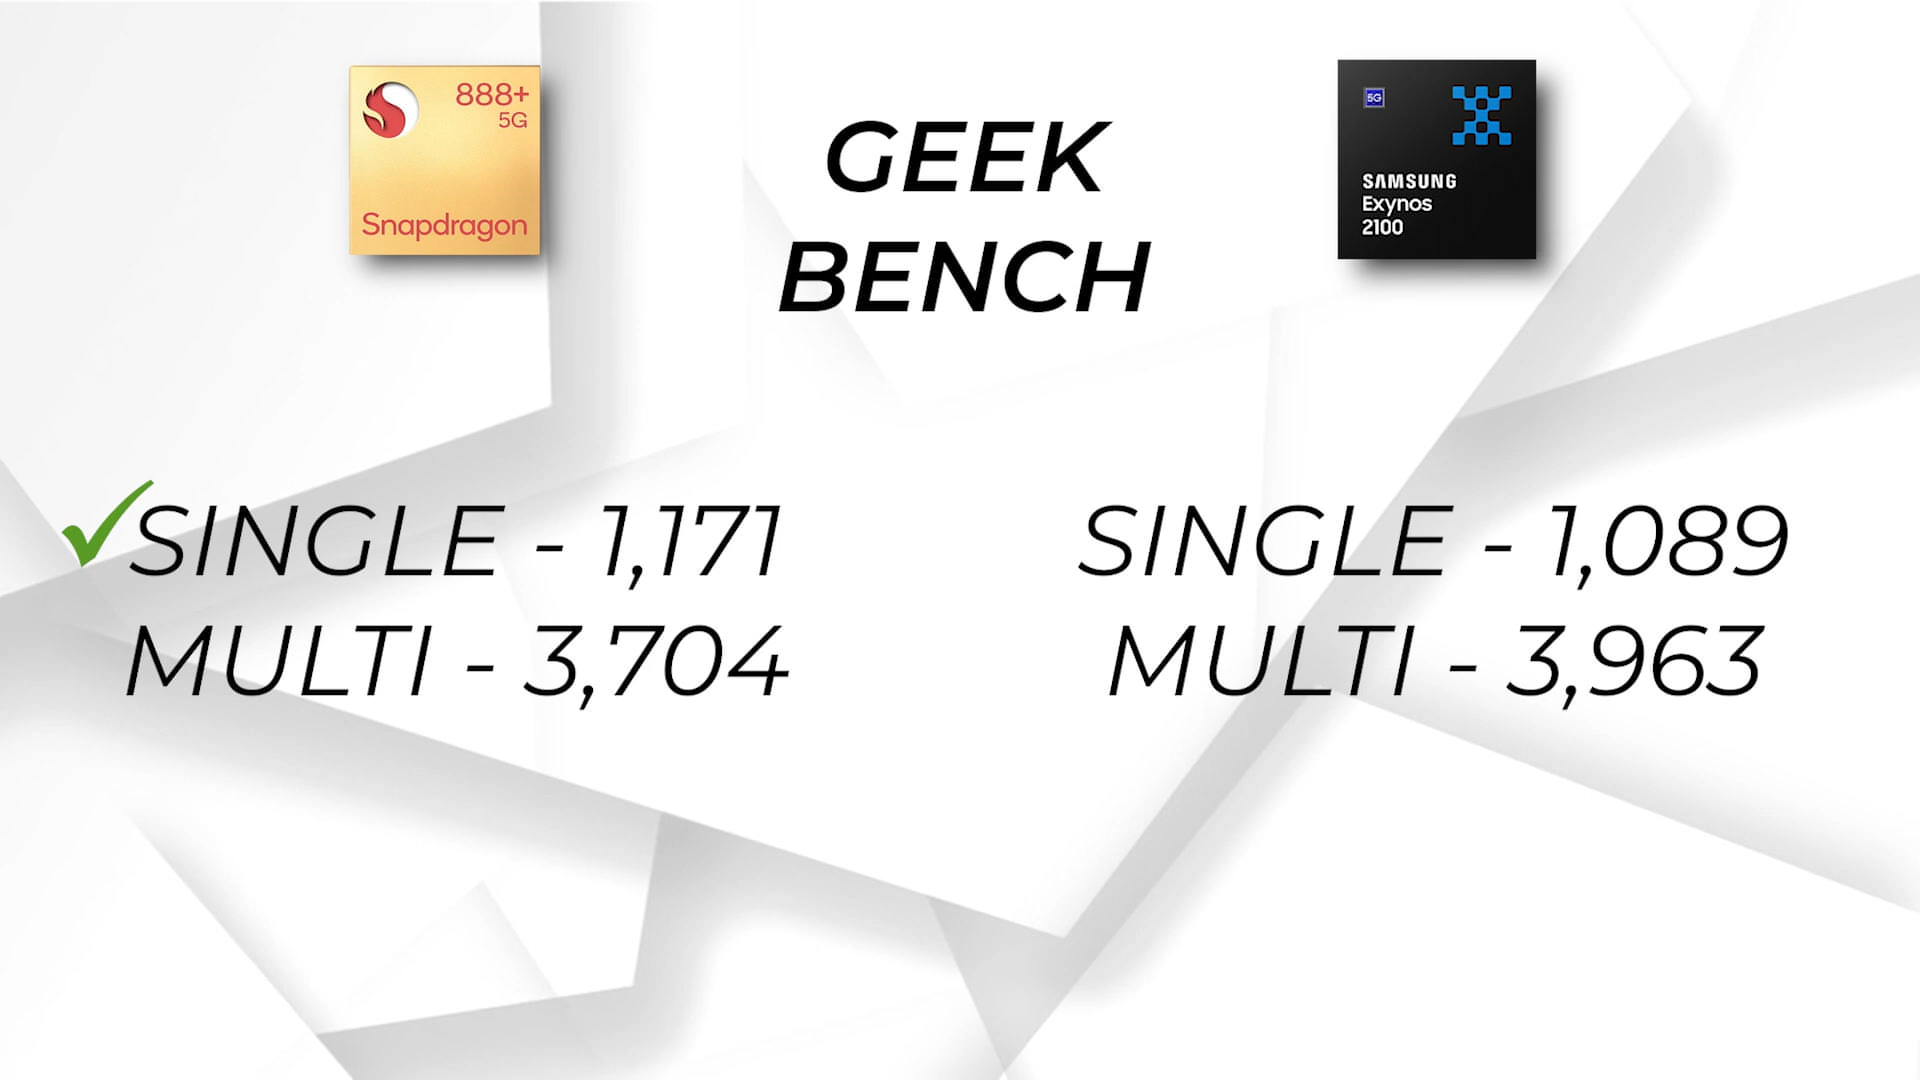 888+
5G
Snapdragon
GEEK
BENCH
5G
SAMSUNG
Exynos
2100
SINGLE - 1,171
MULTI - 3,704
SINGLE - 1,089
MULTI - 3,963